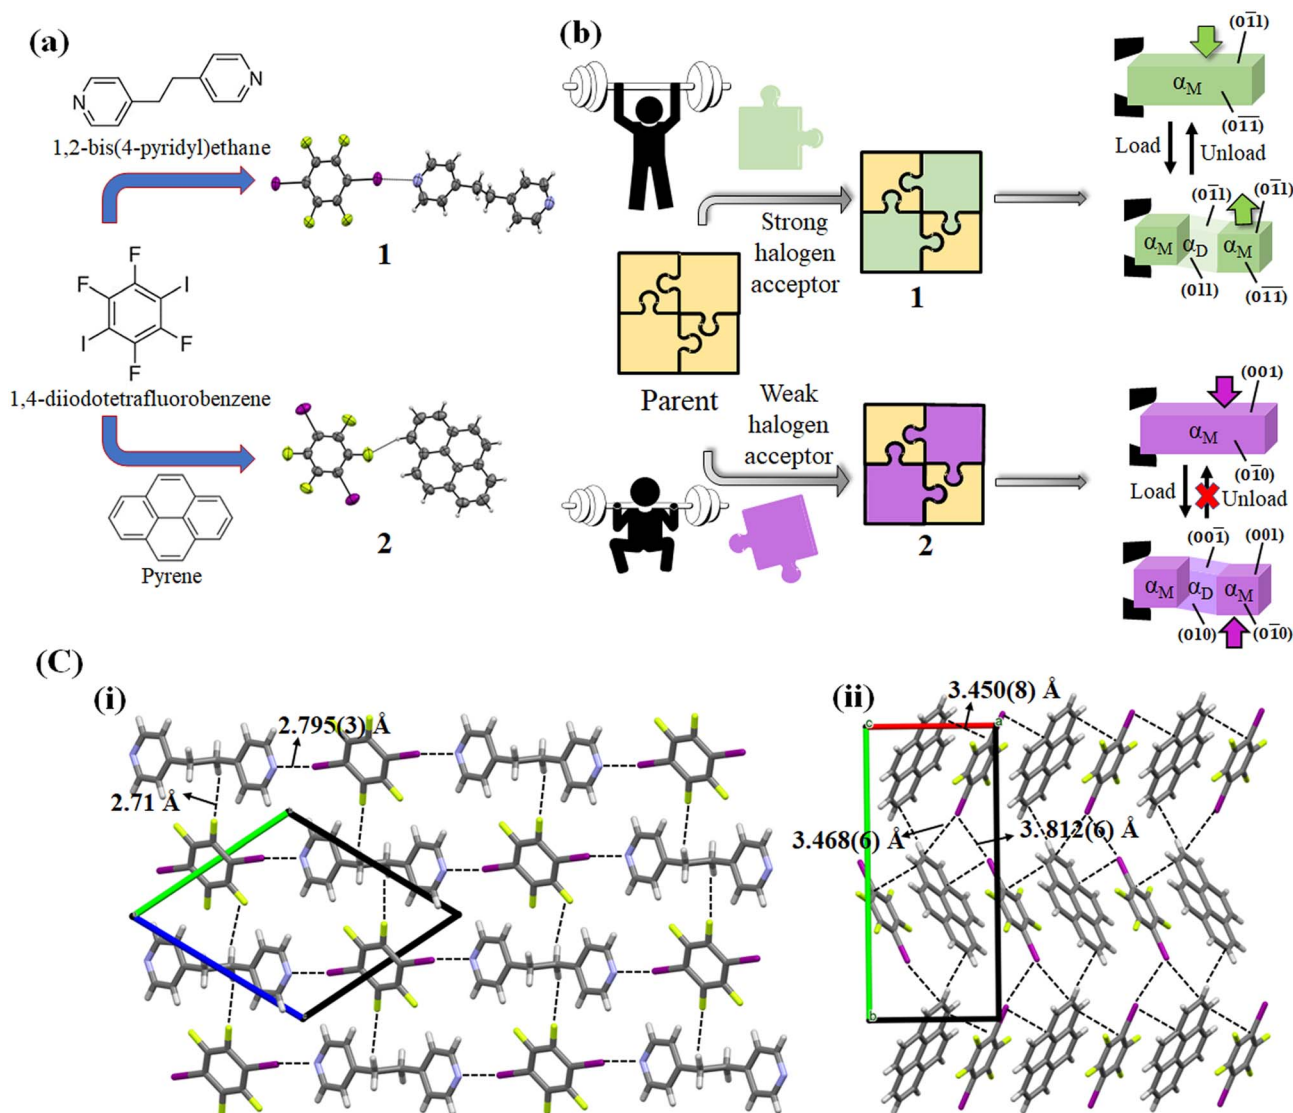 (a)
N
N
1,2-bis(4-pyridyl)ethane
1
F
F
I
I
F
F
1,4-diiodotetrafluorobenzene
2
Pyrene
(b)
Strong
halogen
acceptor
1
Parent
Weak
halogen
acceptor
2
(01̅1)
αM
(01̅1̅)
Load
Unload
(01̅1)
(01̅1)
αM
αD
αM
(011)
(01̅1̅)
(001)
αM
(01̅0)
Load
Unload
(001̅)
(001)
αM
αD
αM
(010)
(01̅0)
(C)
(i)
2.795(3) Å
2.71 Å
(ii)
3.450(8) Å
c
a
3.468(6) Å
3.812(6) Å
b